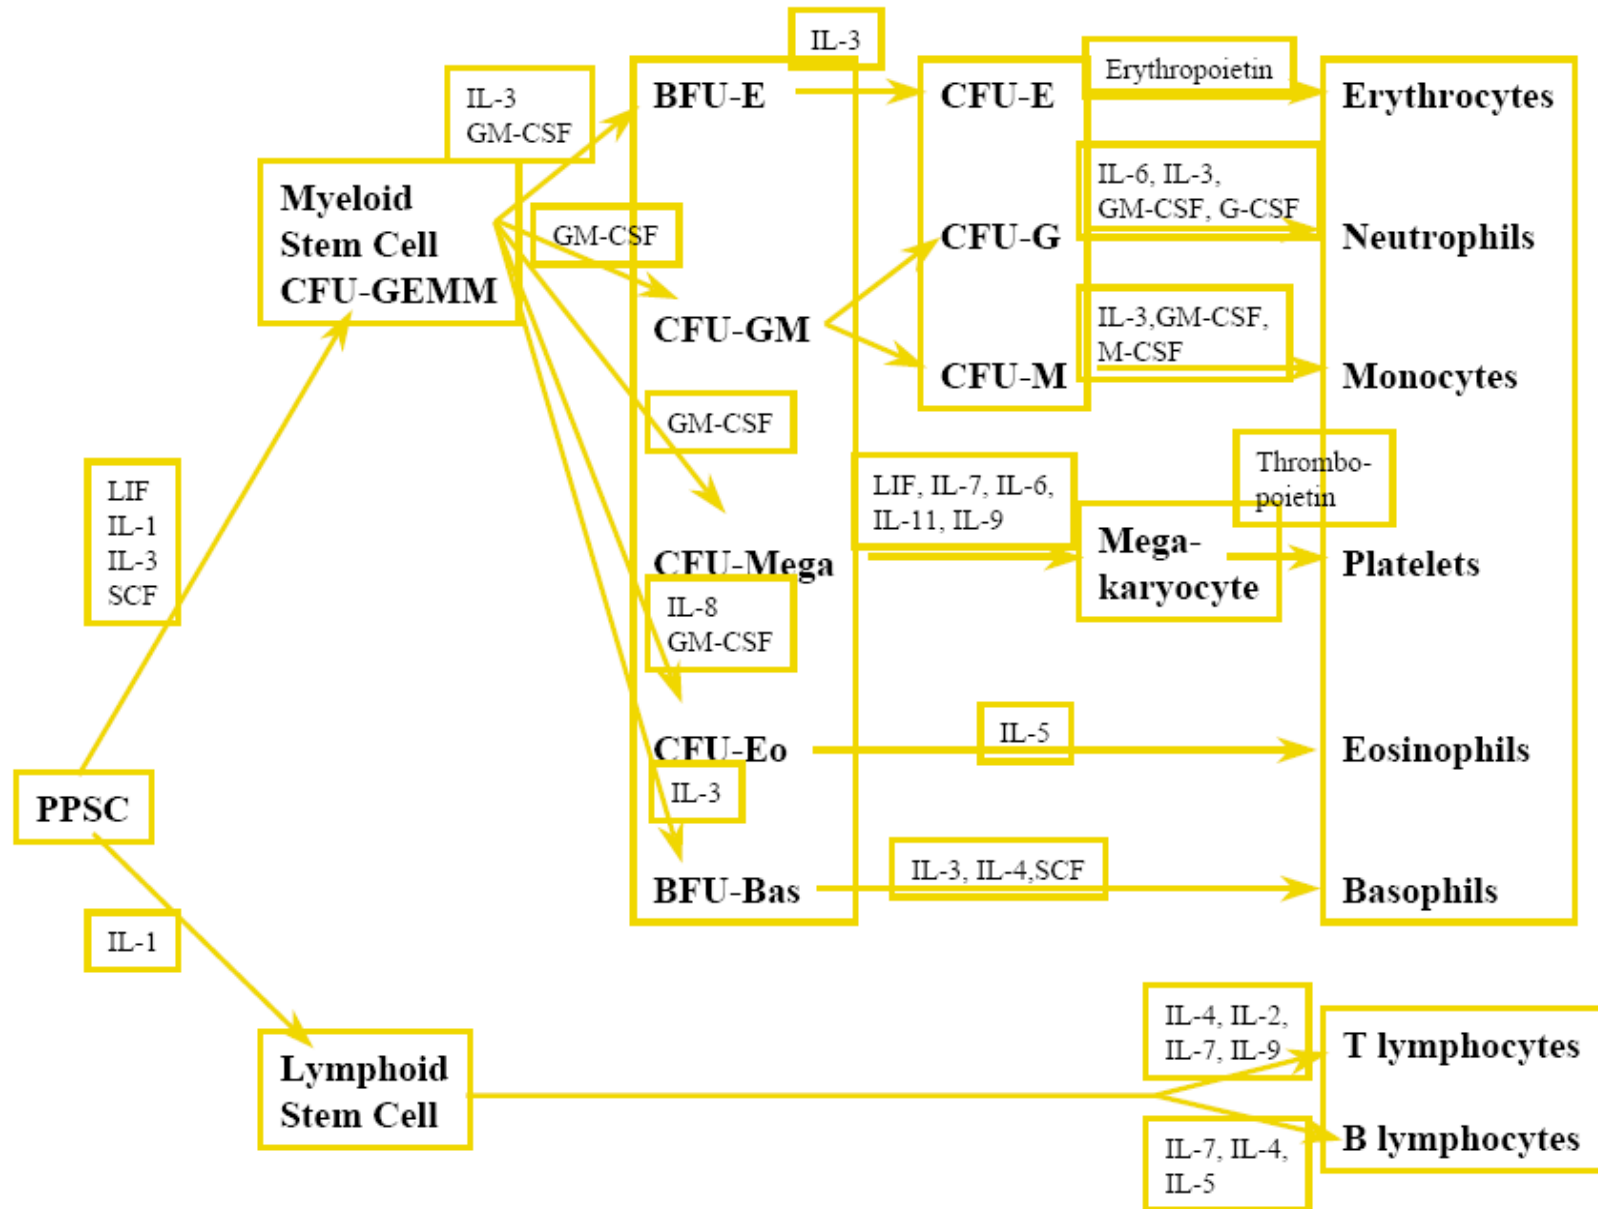 IL-3
BFU-E
CFU-E
Erythropoietin
Erythrocytes
IL-3
GM-CSF
Myeloid
Stem Cell
CFU-GEMM
GM-CSF
CFU-G
IL-6, IL-3,
GM-CSF, G-CSF
Neutrophils
CFU-GM
CFU-M
IL-3,GM-CSF,
M-CSF
Monocytes
GM-CSF
LIF
IL-1
IL-3
SCF
LIF, IL-7, IL-6,
IL-11, IL-9
Thrombo-
poietin
CFU-Mega
Mega-
karyocyte
Platelets
IL-8
GM-CSF
CFU-Eo
IL-5
Eosinophils
PPSC
IL-3
BFU-Bas
IL-3, IL-4,SCF
Basophils
IL-1
Lymphoid
Stem Cell
IL-4, IL-2,
IL-7, IL-9
T lymphocytes
B lymphocytes
IL-7, IL-4,
IL-5